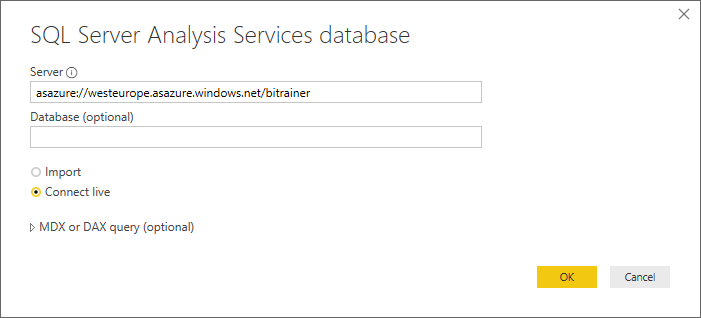 SQL Server Analysis Services database
Server
asazure://westeurope.asazure.windows.net/bitrainer
Database (optional)
Import
Connect live
MDX or DAX query (optional)
OK Cancel